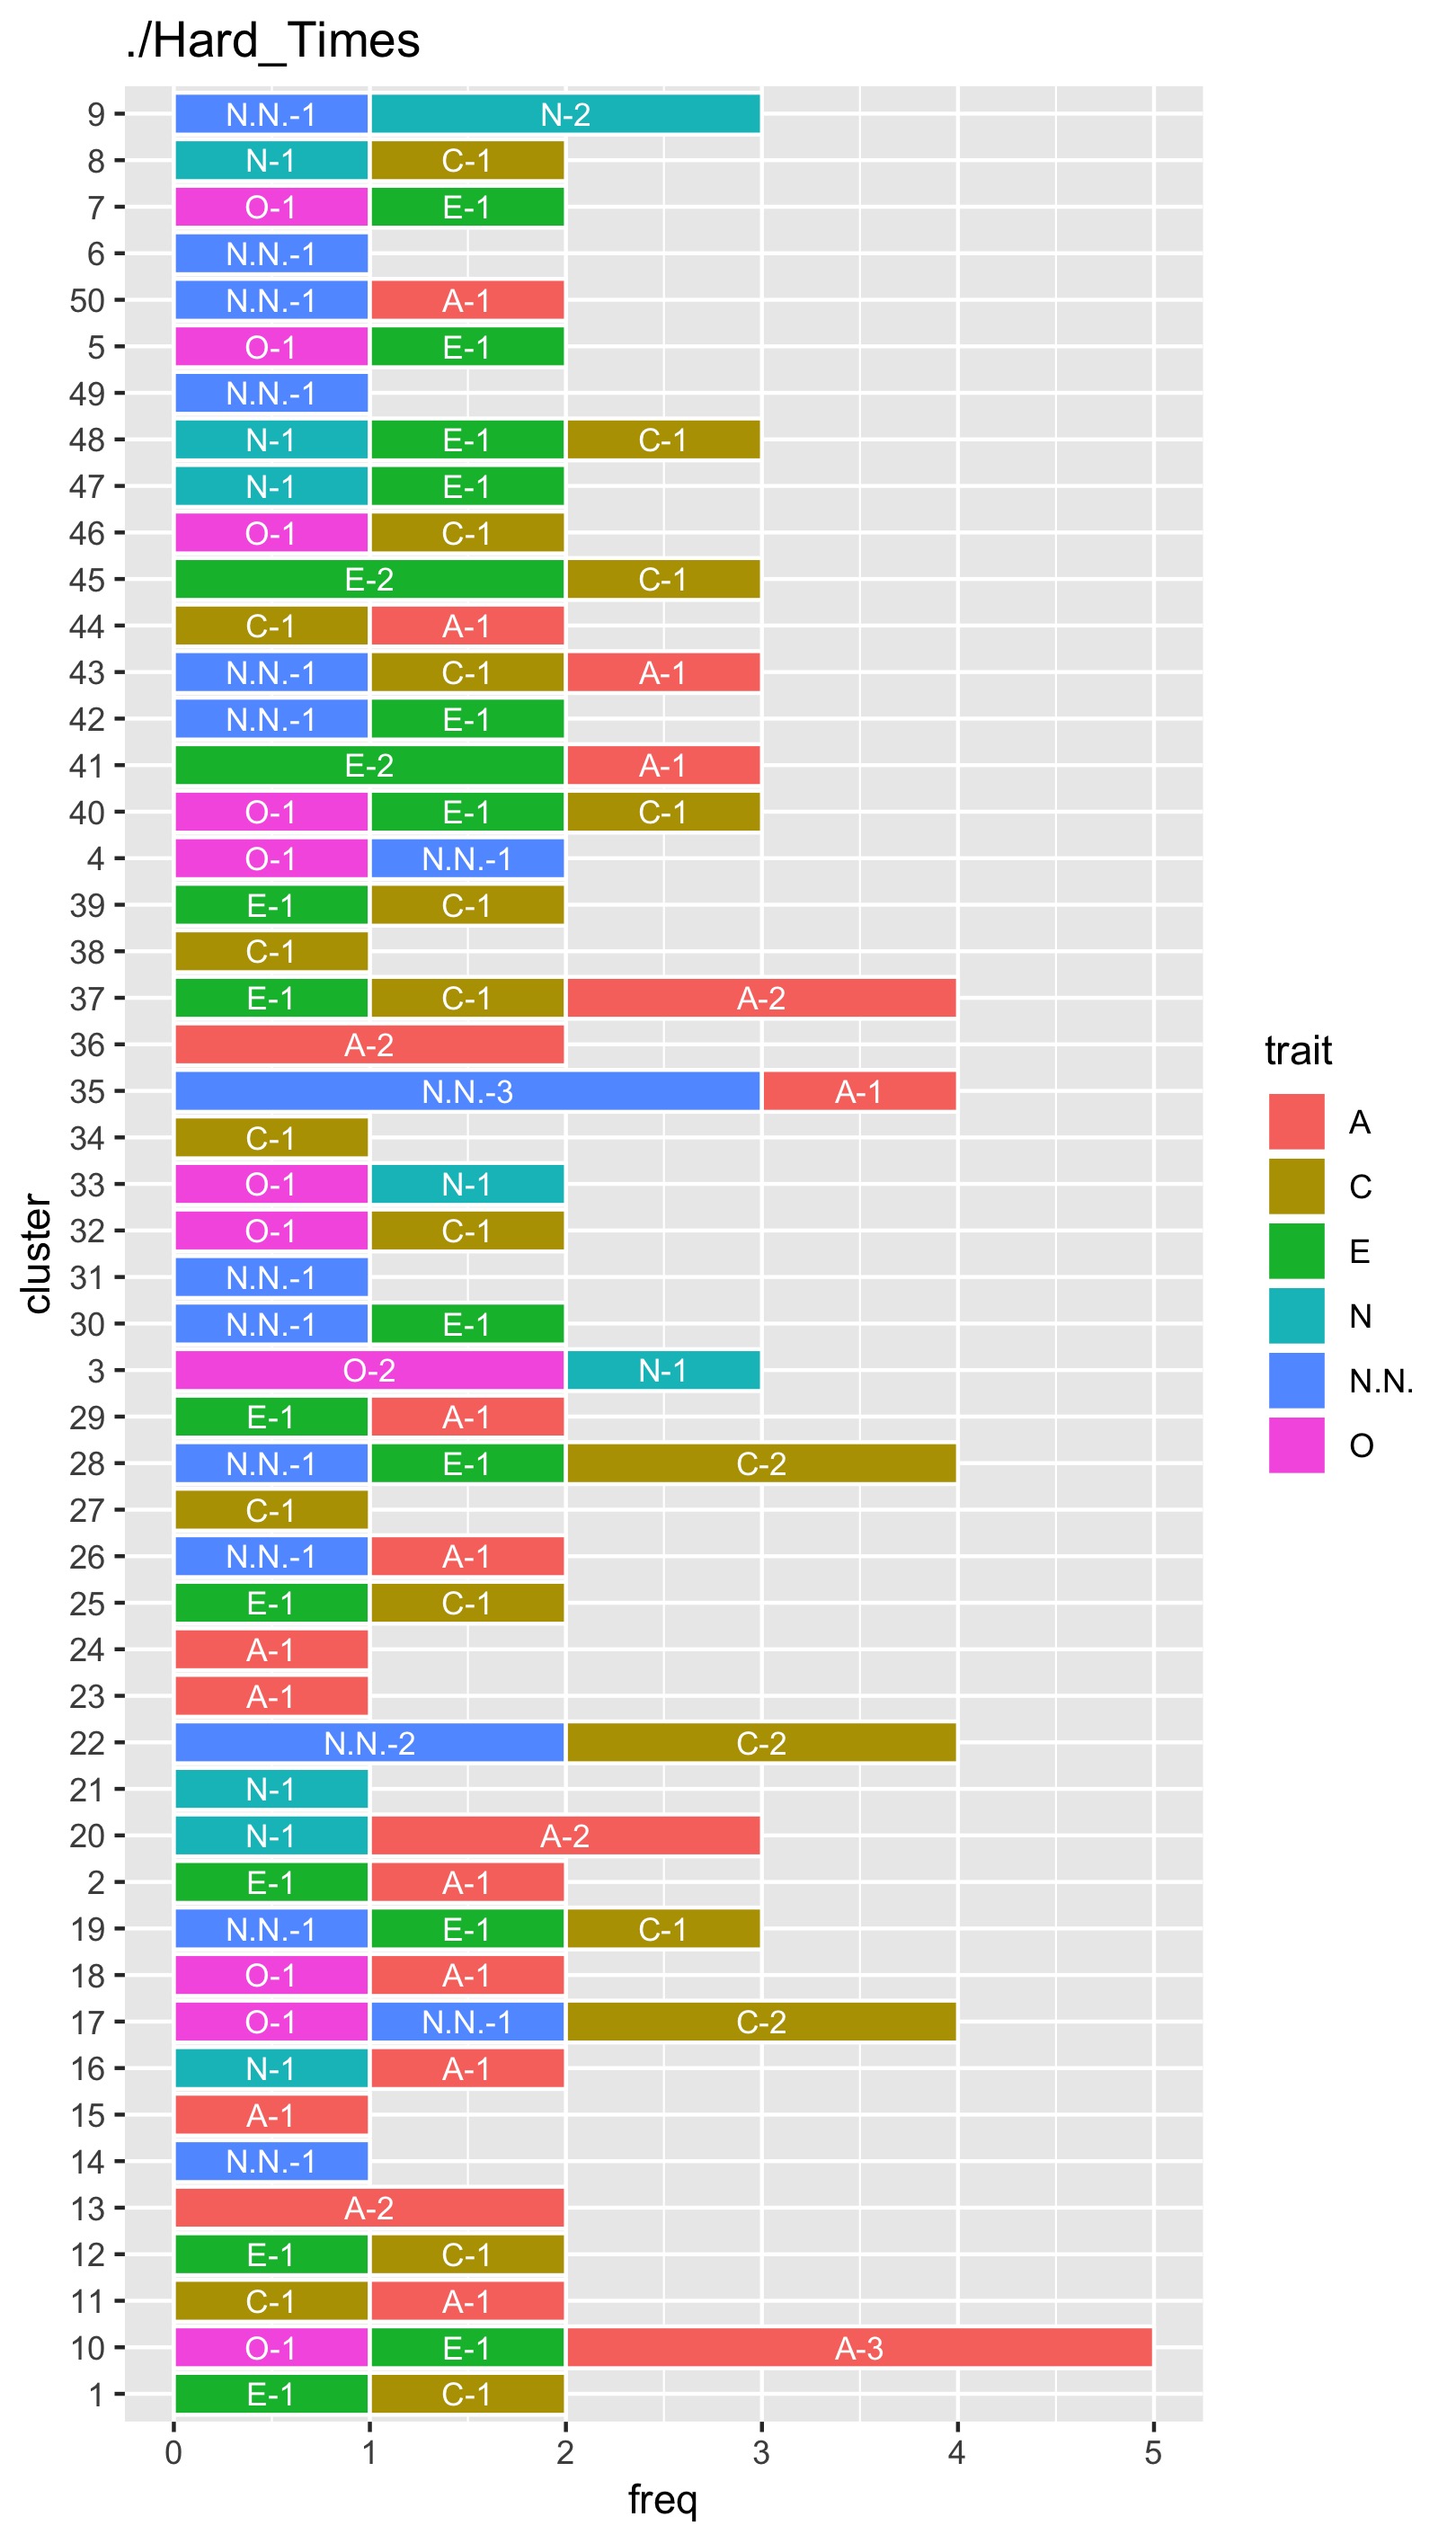 ./Hard_Times
9 N.N.-1 N-2
8 N-1 C-1
7 O-1 E-1
6 N.N.-1
50 N.N.-1 A-1
5 O-1 E-1
49 N.N.-1
48 N-1 E-1 C-1
47 N-1 E-1
46 O-1 C-1
45 E-2 C-1
44 C-1 A-1
43 N.N.-1 C-1 A-1
42 N.N.-1 E-1
41 E-2 A-1
40 O-1 E-1 C-1
4 O-1 N.N.-1
39 E-1 C-1
38 C-1
37 E-1 C-1 A-2
36 A-2
35 N.N.-3 A-1
34 C-1
33 O-1 N-1
32 O-1 C-1
31 N.N.-1
30 N.N.-1 E-1
3 O-2 N-1
29 E-1 A-1
28 N.N.-1 E-1 C-2
27 C-1
26 N.N.-1 A-1
25 E-1 C-1
24 A-1
23 A-1
22 N.N.-2 C-2
21 N-1
20 N-1 A-2
2 E-1 A-1
19 N.N.-1 E-1 C-1
18 O-1 A-1
17 O-1 N.N.-1 C-2
16 N-1 A-1
15 A-1
14 N.N.-1
13 A-2
12 E-1 C-1
11 C-1 A-1
10 O-1 E-1 A-3
1 E-1 C-1
0 1 2 3 4 5
freq
cluster
trait
A
C
E
N
N.N.
O